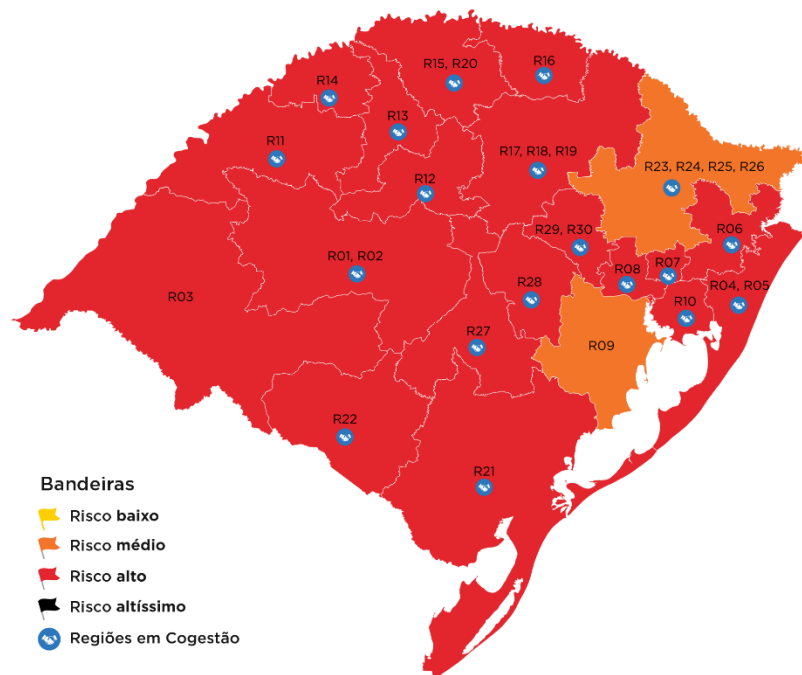 R15, R20
R16
R14
R13
R11
R17, R18, R19
R23, R24, R25, R26
R12
R29, R30
R06
R01, R02
R08
R07
R28
R04, R05
R03
R10
R27
R09
R22
R21
Bandeiras
Risco baixo
Risco médio
Risco alto
Risco altíssimo
Regiões em Cogestão